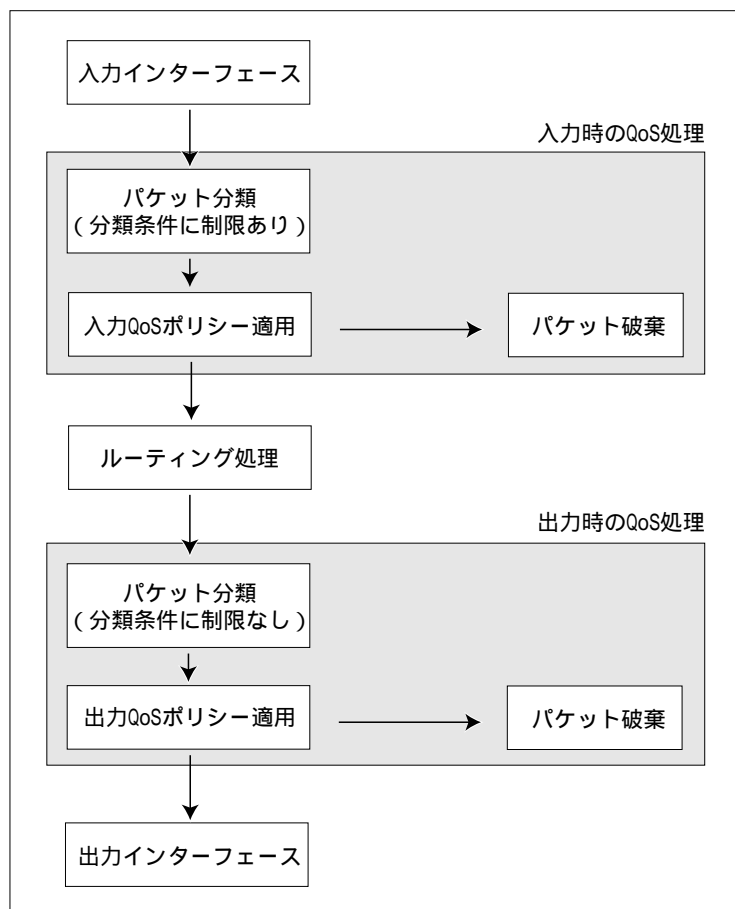 入力インターフェース
入力時のQoS処理
パケット分類
（分類条件に制限あり）
入力QoSポリシー適用
パケット破棄
ルーティング処理
出力時のQoS処理
パケット分類
（分類条件に制限なし）
出力QoSポリシー適用
パケット破棄
出力インターフェース